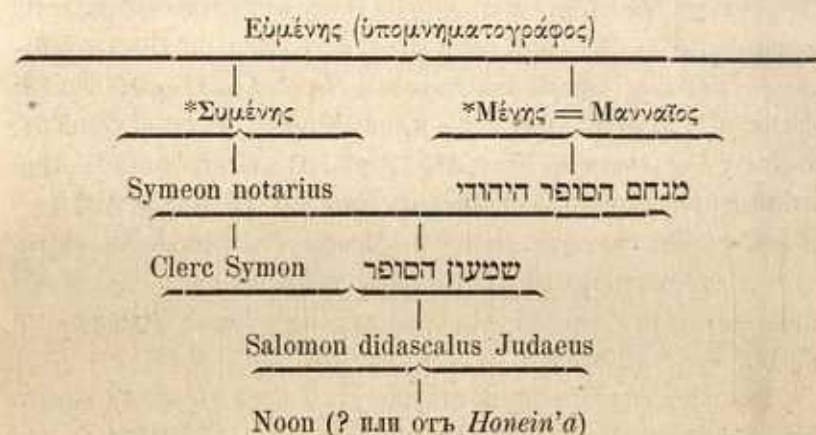 Εὐμένης (ὑπομνηματογράφος)
*Συμένης *Μένης = Μανναῖος
Symeon notarius מנחם הסופר היהודי
Clerc Symon שמעון הסופר
Salomon didascalus Judaeus
Noon (? или отъ Honein'a)